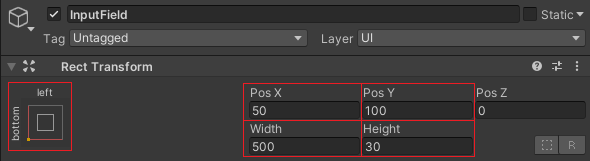 InputField
Static
Tag Untagged Layer UI
Rect Transform
left
bottom
Pos X Pos Y Pos Z
50 100 0
Width Height
500 30
R